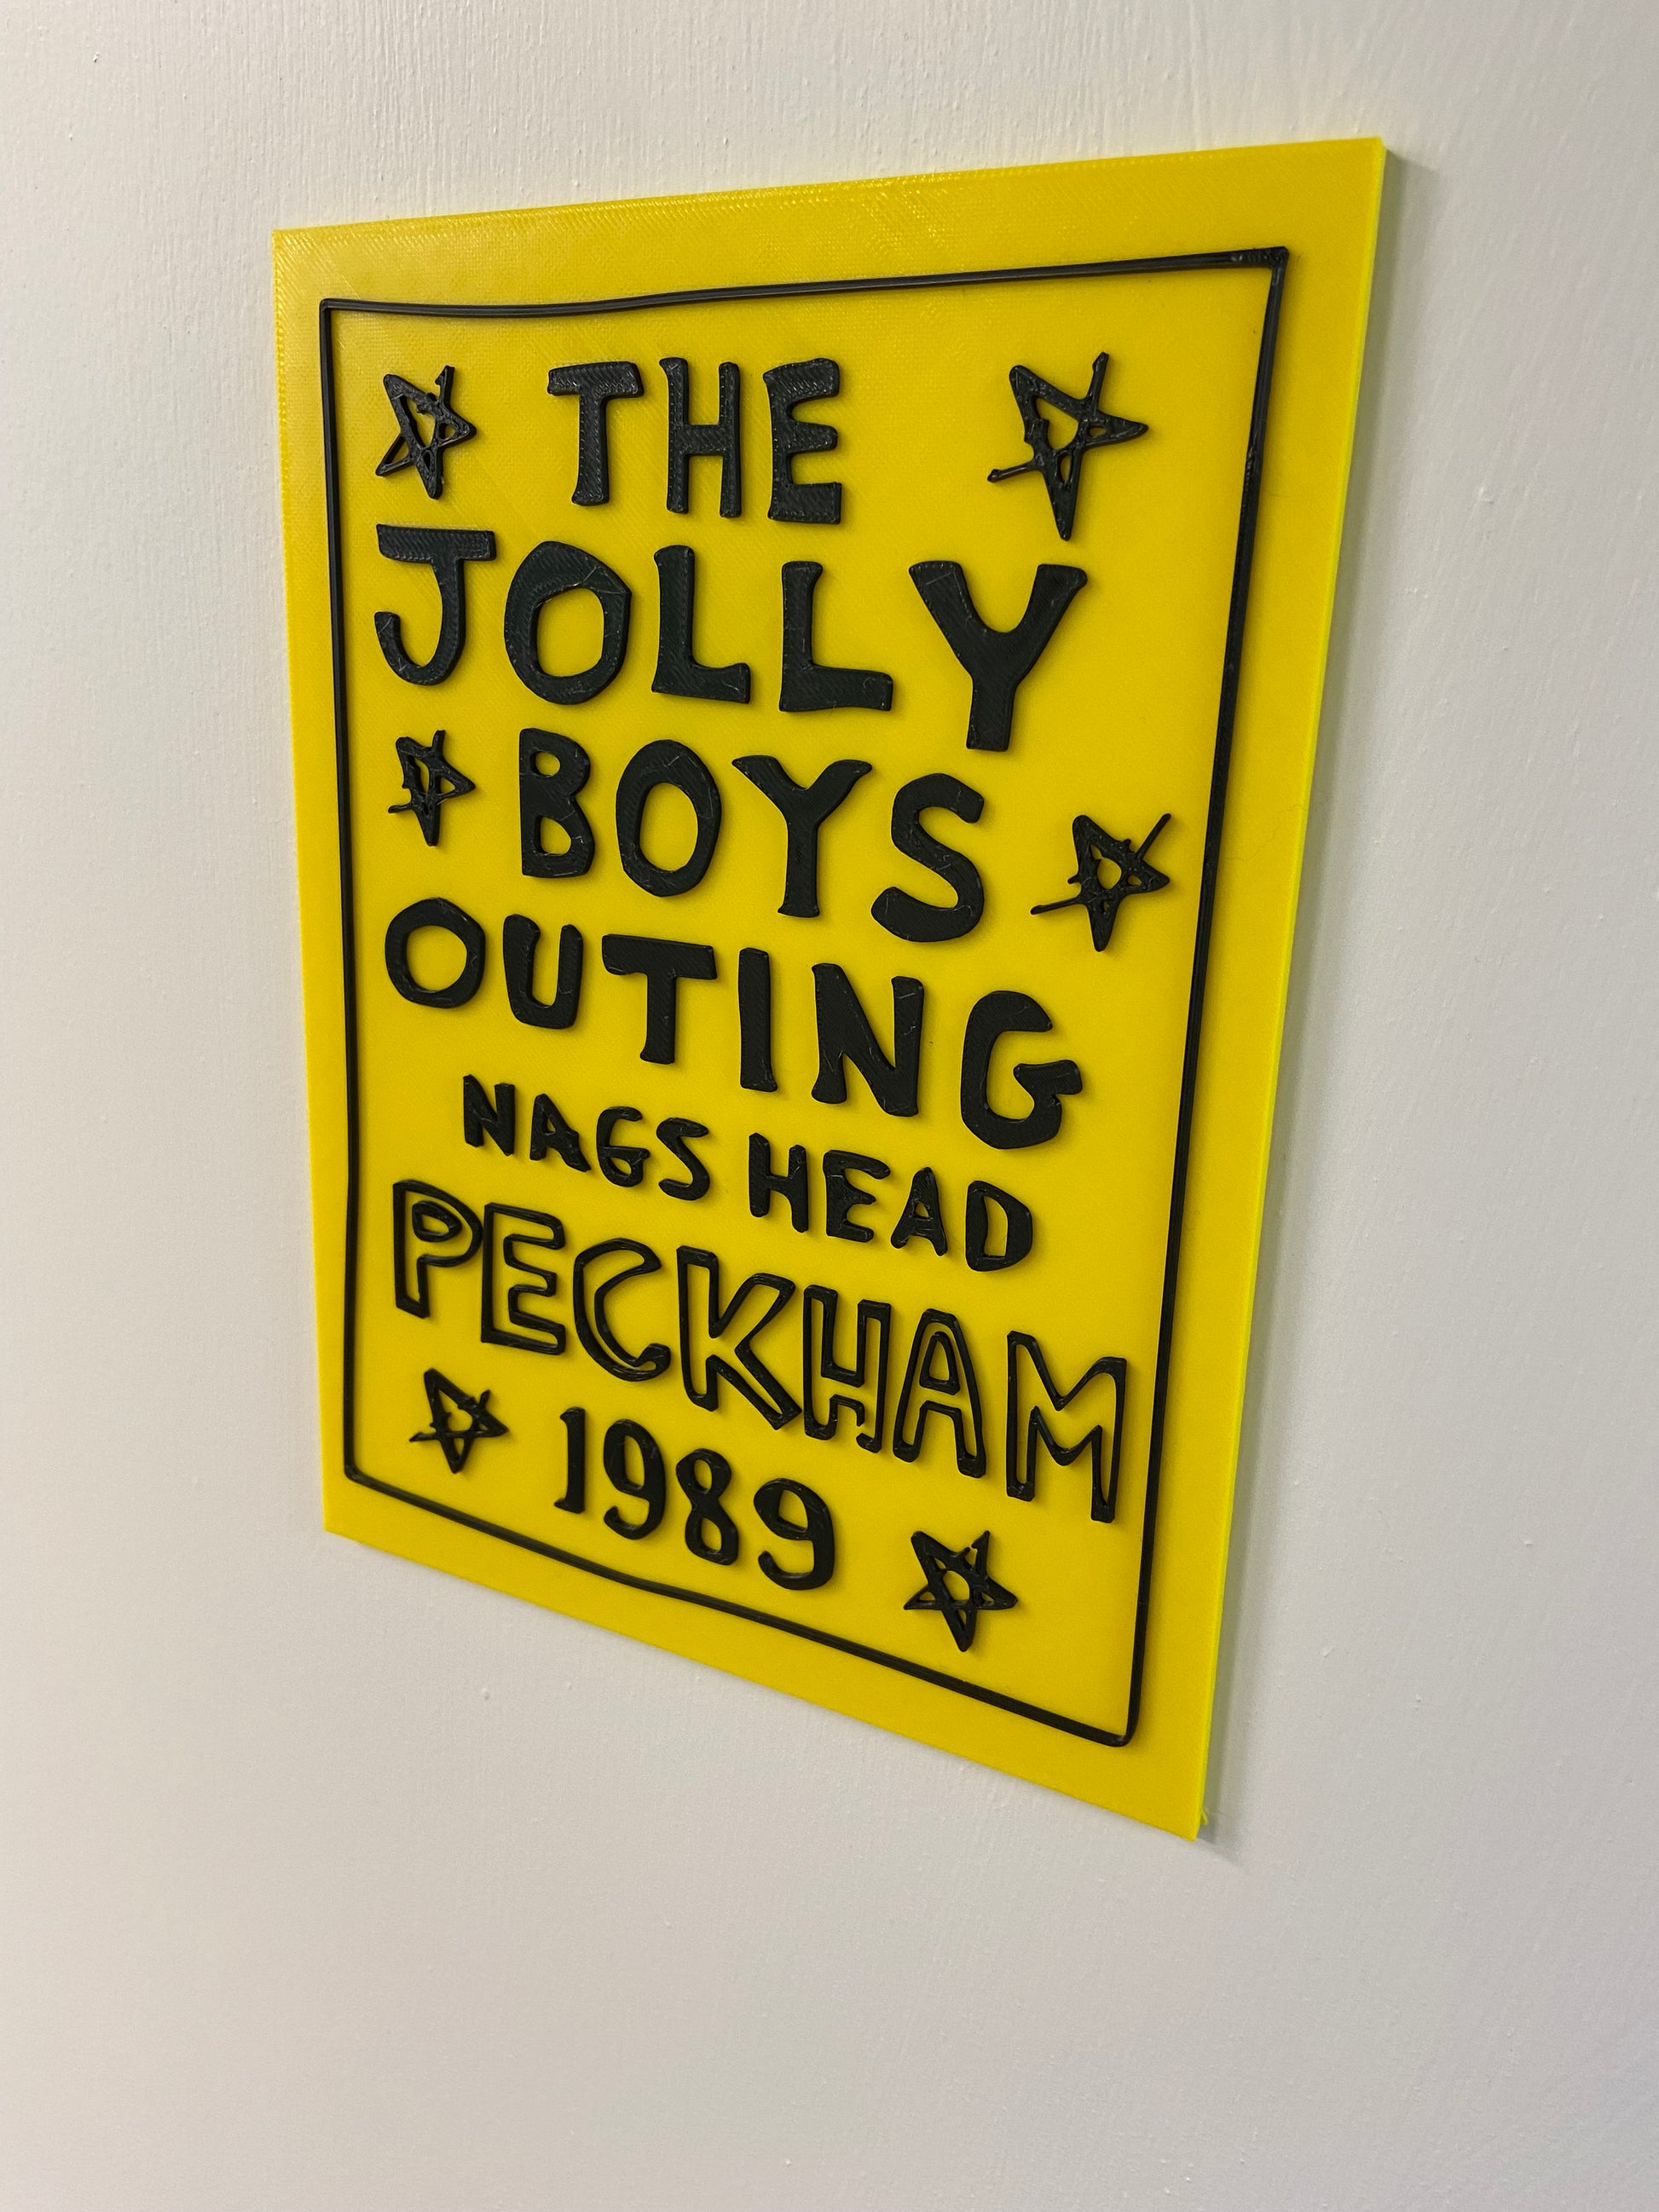 THE
JOLLY
BOYS
OUTING
NAGS HEAD
PECKHAM
1989